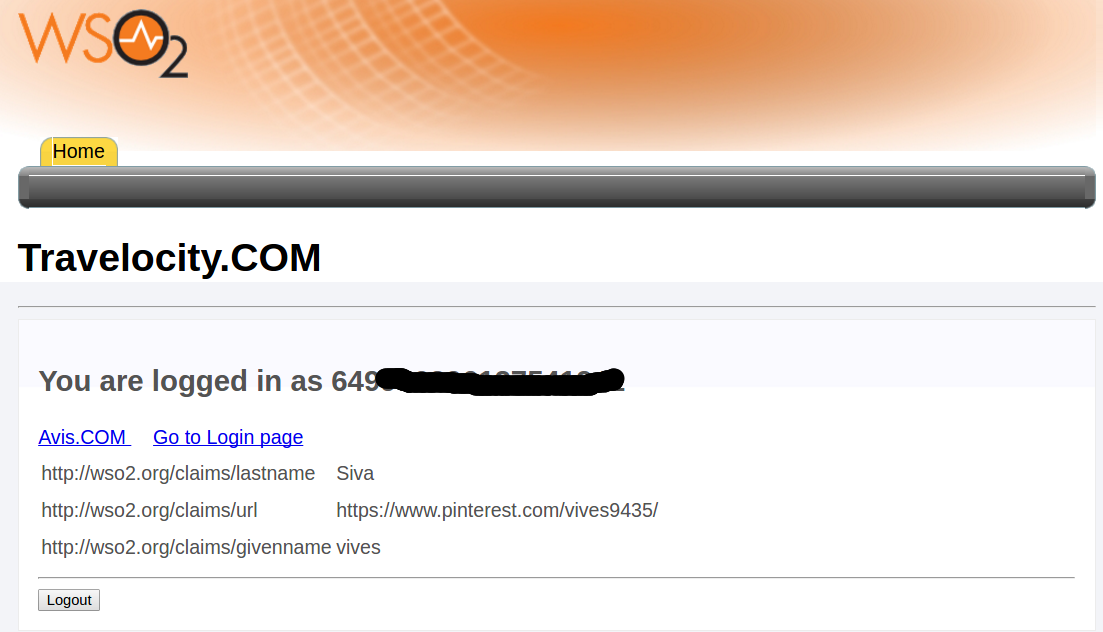 WSO2
Home
Travelocity.COM
You are logged in as 649
Avis.COM Go to Login page
http://wso2.org/claims/lastname Siva
http://wso2.org/claims/url https://www.pinterest.com/vives9435/
http://wso2.org/claims/givenname vives
Logout